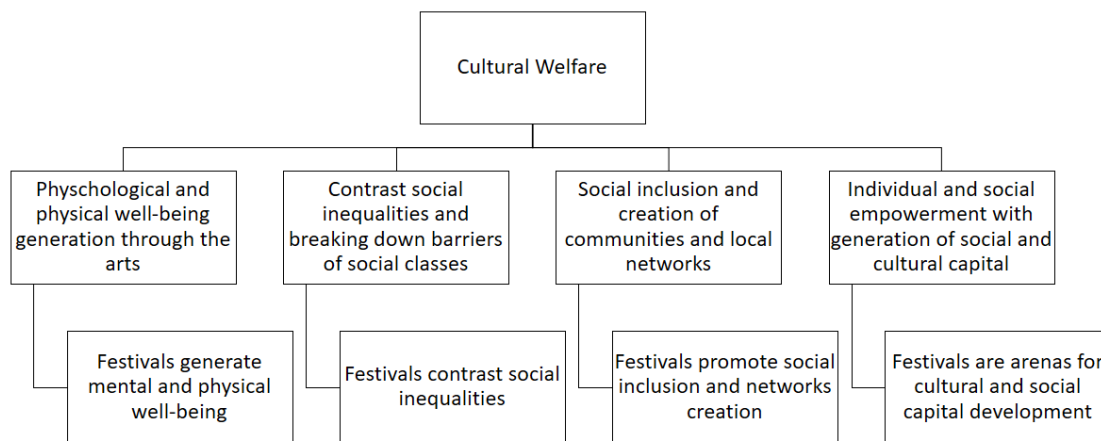 Cultural Welfare
Physchological and
physical well-being
generation through the
arts
Contrast social
inequalities and
breaking down barriers
of social classes
Social inclusion and
creation of
communities and local
networks
Individual and social
empowerment with
generation of social and
cultural capital
Festivals generate
mental and physical
well-being
Festivals contrast social
inequalities
Festivals promote social
inclusion and networks
creation
Festivals are arenas for
cultural and social
capital development